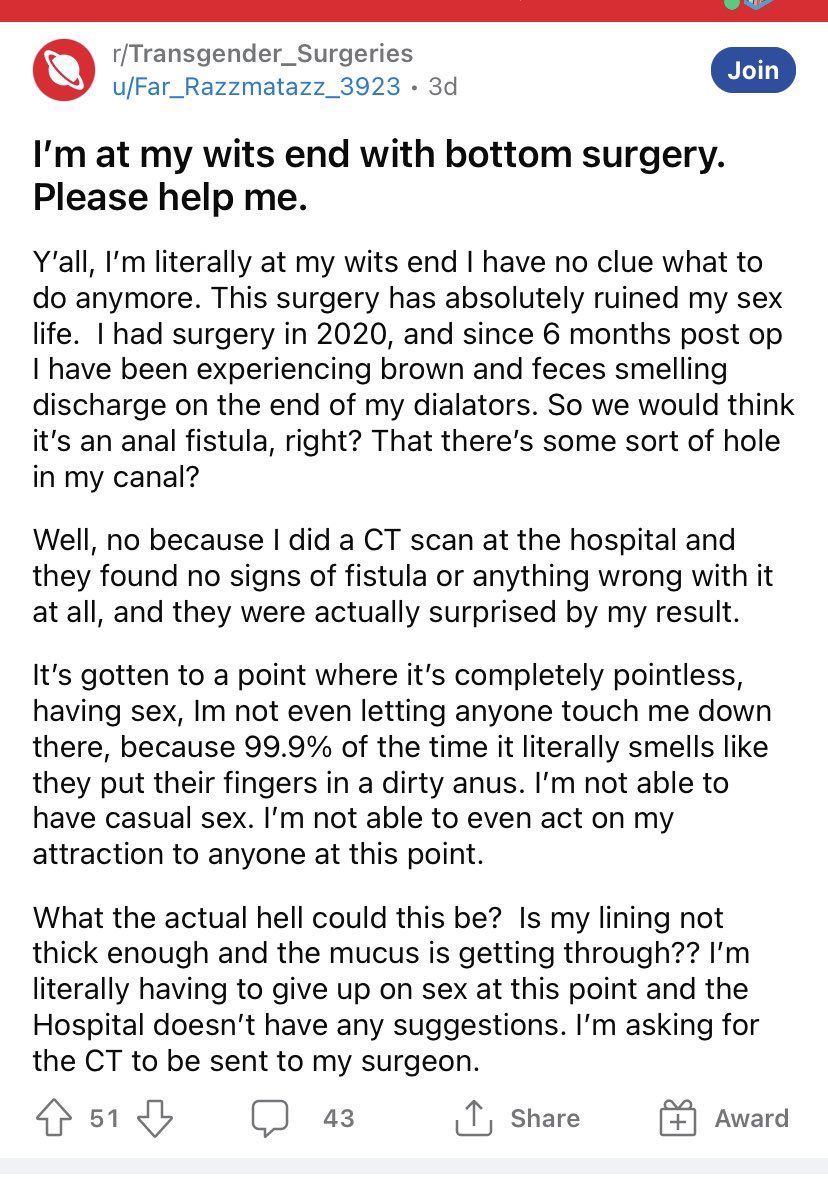 r/Transgender_Surgeries
u/Far_Razzmatazz_3923 • 3d
Join
I'm at my wits end with bottom surgery.
Please help me.
Y'all, I'm literally at my wits end I have no clue what to
do anymore. This surgery has absolutely ruined my sex
life.  I had surgery in 2020, and since 6 months post op
I have been experiencing brown and feces smelling
discharge on the end of my dialators. So we would think
it's an anal fistula, right? That there's some sort of hole
in my canal?
Well, no because I did a CT scan at the hospital and
they found no signs of fistula or anything wrong with it
at all, and they were actually surprised by my result.
It's gotten to a point where it's completely pointless,
having sex, Im not even letting anyone touch me down
there, because 99.9% of the time it literally smells like
they put their fingers in a dirty anus. I'm not able to
have casual sex. I'm not able to even act on my
attraction to anyone at this point.
What the actual hell could this be?  Is my lining not
thick enough and the mucus is getting through?? I'm
literally having to give up on sex at this point and the
Hospital doesn't have any suggestions. I'm asking for
the CT to be sent to my surgeon.
51
43
Share
Award